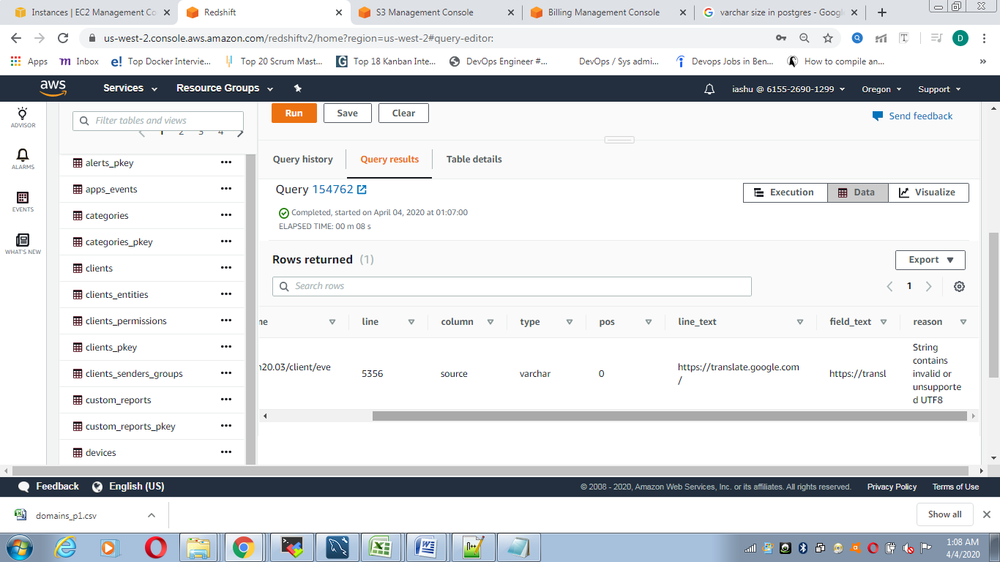 Instances | EC2 Management Co
Redshift
S3 Management Console
Billing Management Console
varchar size in postgres - Google
us-west-2.console.aws.amazon.com/redshiftv2/home?region=us-west-2#query-editor:
D
Apps
Inbox
Top Docker Intervie...
Top 20 Scrum Mast...
Top 18 Kanban Inte...
DevOps Engineer #...
DevOps / Sys admi...
Devops Jobs in Ben...
How to compile an...
aws
Services
Resource Groups
iashu @ 6155-2690-1299
Oregon
Support
ADVISOR
ALARMS
EVENTS
WHAT'S NEW
Filter tables and views
1 2 3 4
alerts_pkey
apps_events
categories
categories_pkey
clients
clients_entities
clients_permissions
clients_pkey
clients_senders_groups
custom_reports
custom_reports_pkey
devices
Run
Save
Clear
Send feedback
Query history
Query results
Table details
Query 154762
Execution
Data
Visualize
Completed, started on April 04, 2020 at 01:07:00
ELAPSED TIME: 00 m 08 s
Rows returned (1)
Export
Search rows
1
ne line column type pos line_text field_text reason
n20.03/client/eve
5356
source
varchar
0
https://translate.google.com
/
https://transl
String
contains
invalid or
unsupporte
d UTF8
Feedback
English (US)
© 2008 - 2020, Amazon Web Services, Inc. or its affiliates. All rights reserved.
Privacy Policy
Terms of Use
domains_p1.csv
Show all
1:08 AM
4/4/2020